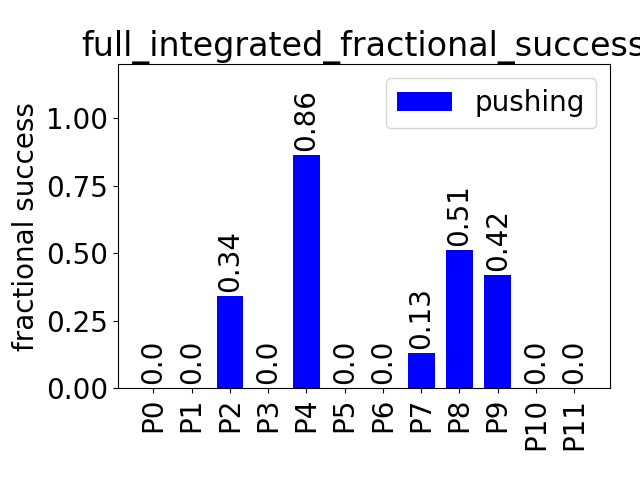 full_integrated_fractional_success
pushing
fractional success
1.00
0.75
0.50
0.25
0.00
0.0
0.0
0.34
0.0
0.86
0.0
0.0
0.13
0.51
0.42
0.0
0.0
P0
P1
P2
P3
P4
P5
P6
P7
P8
P9
P10
P11